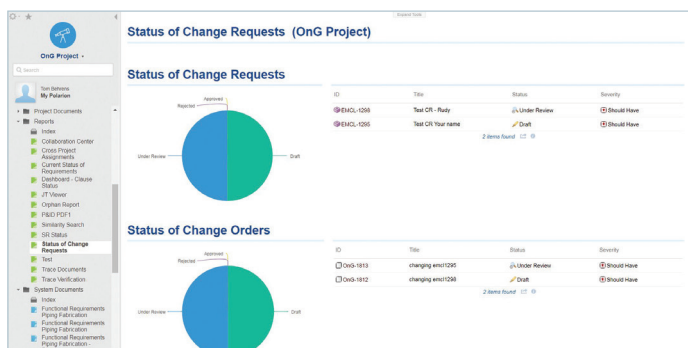 OnG Project
Search
Tom Behrens
My Polarion
Project Documents
Reports
Index
Collaboration Center
Cross Project
Assignments
Current Status of
Requirements
Dashboard - Clause
Status
JT Viewer
Orphan Report
P&ID PDF1
Similarity Search
SR Status
Status of Change
Requests
Test
Trace Documents
Trace Verification
System Documents
Index
Functional Requirements
Piping Fabrication
Functional Requirements
Piping Fabrication
Functional Requirements
Piping Fabrication -
Expand Tools
Status of Change Requests (OnG Project)
Status of Change Requests
Approved
Rejected
Under Review
Draft
ID Title Status Severity
EMCL-1296 Test CR - Rudy Under Review Should Have
EMCL-1295 Test CR Your name Draft Should Have
2 items found
Status of Change Orders
Approved
Rejected
Under Review
Draft
ID Title Status Severity
OnG-1813 changing emcl1295 Under Review Should Have
OnG-1812 changing emcl1296 Draft Should Have
2 items found